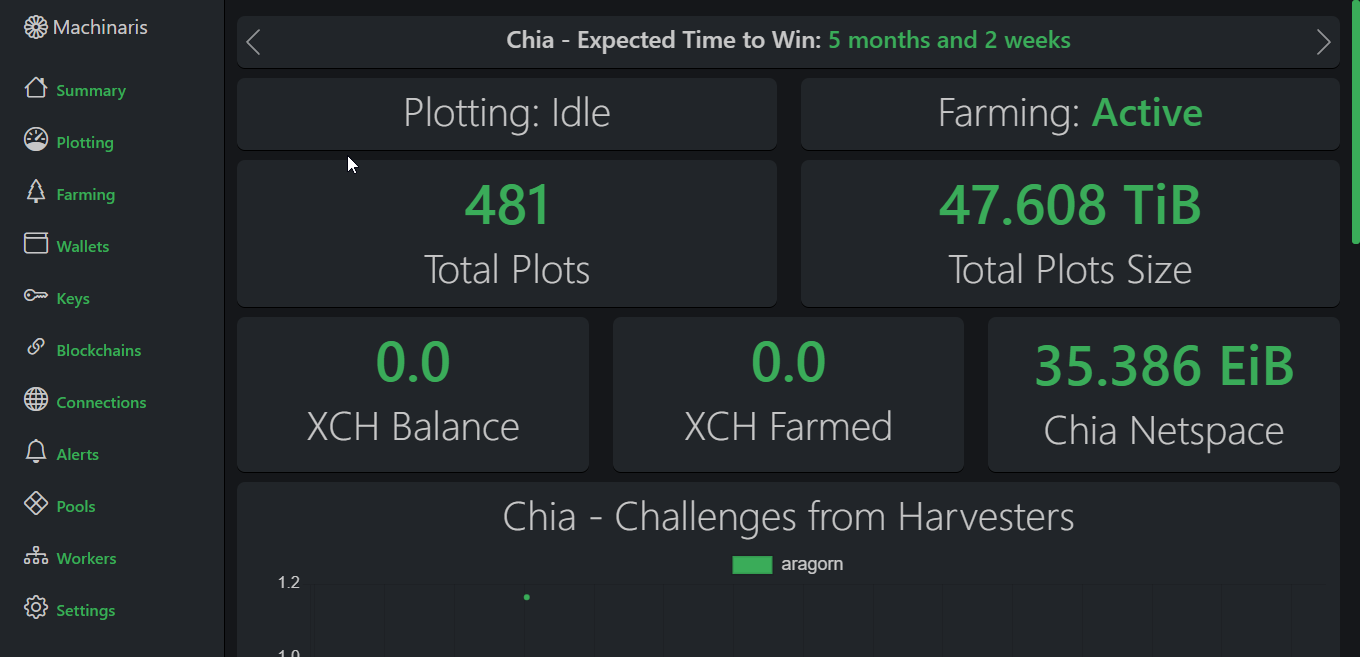 Machinaris
Summary
Plotting
Farming
Wallets
Keys
Blockchains
Connections
Alerts
Pools
Workers
Settings
Chia - Expected Time to Win: 5 months and 2 weeks
Plotting: Idle
Farming: Active
481
Total Plots
47.608 TiB
Total Plots Size
0.0
XCH Balance
0.0
XCH Farmed
35.386 EiB
Chia Netspace
Chia - Challenges from Harvesters
aragorn
1.2
1.0